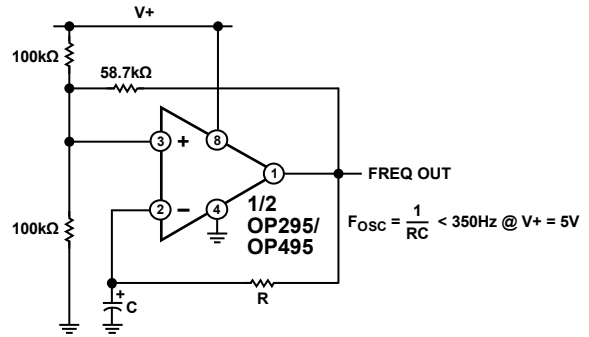 V+
100kΩ
58.7kΩ
3
+
8
1
FREQ OUT
2
−
4
1/2
OP295/
OP495
100kΩ
F_OSC = 1/RC < 350Hz @ V+ = 5V
R
+
C